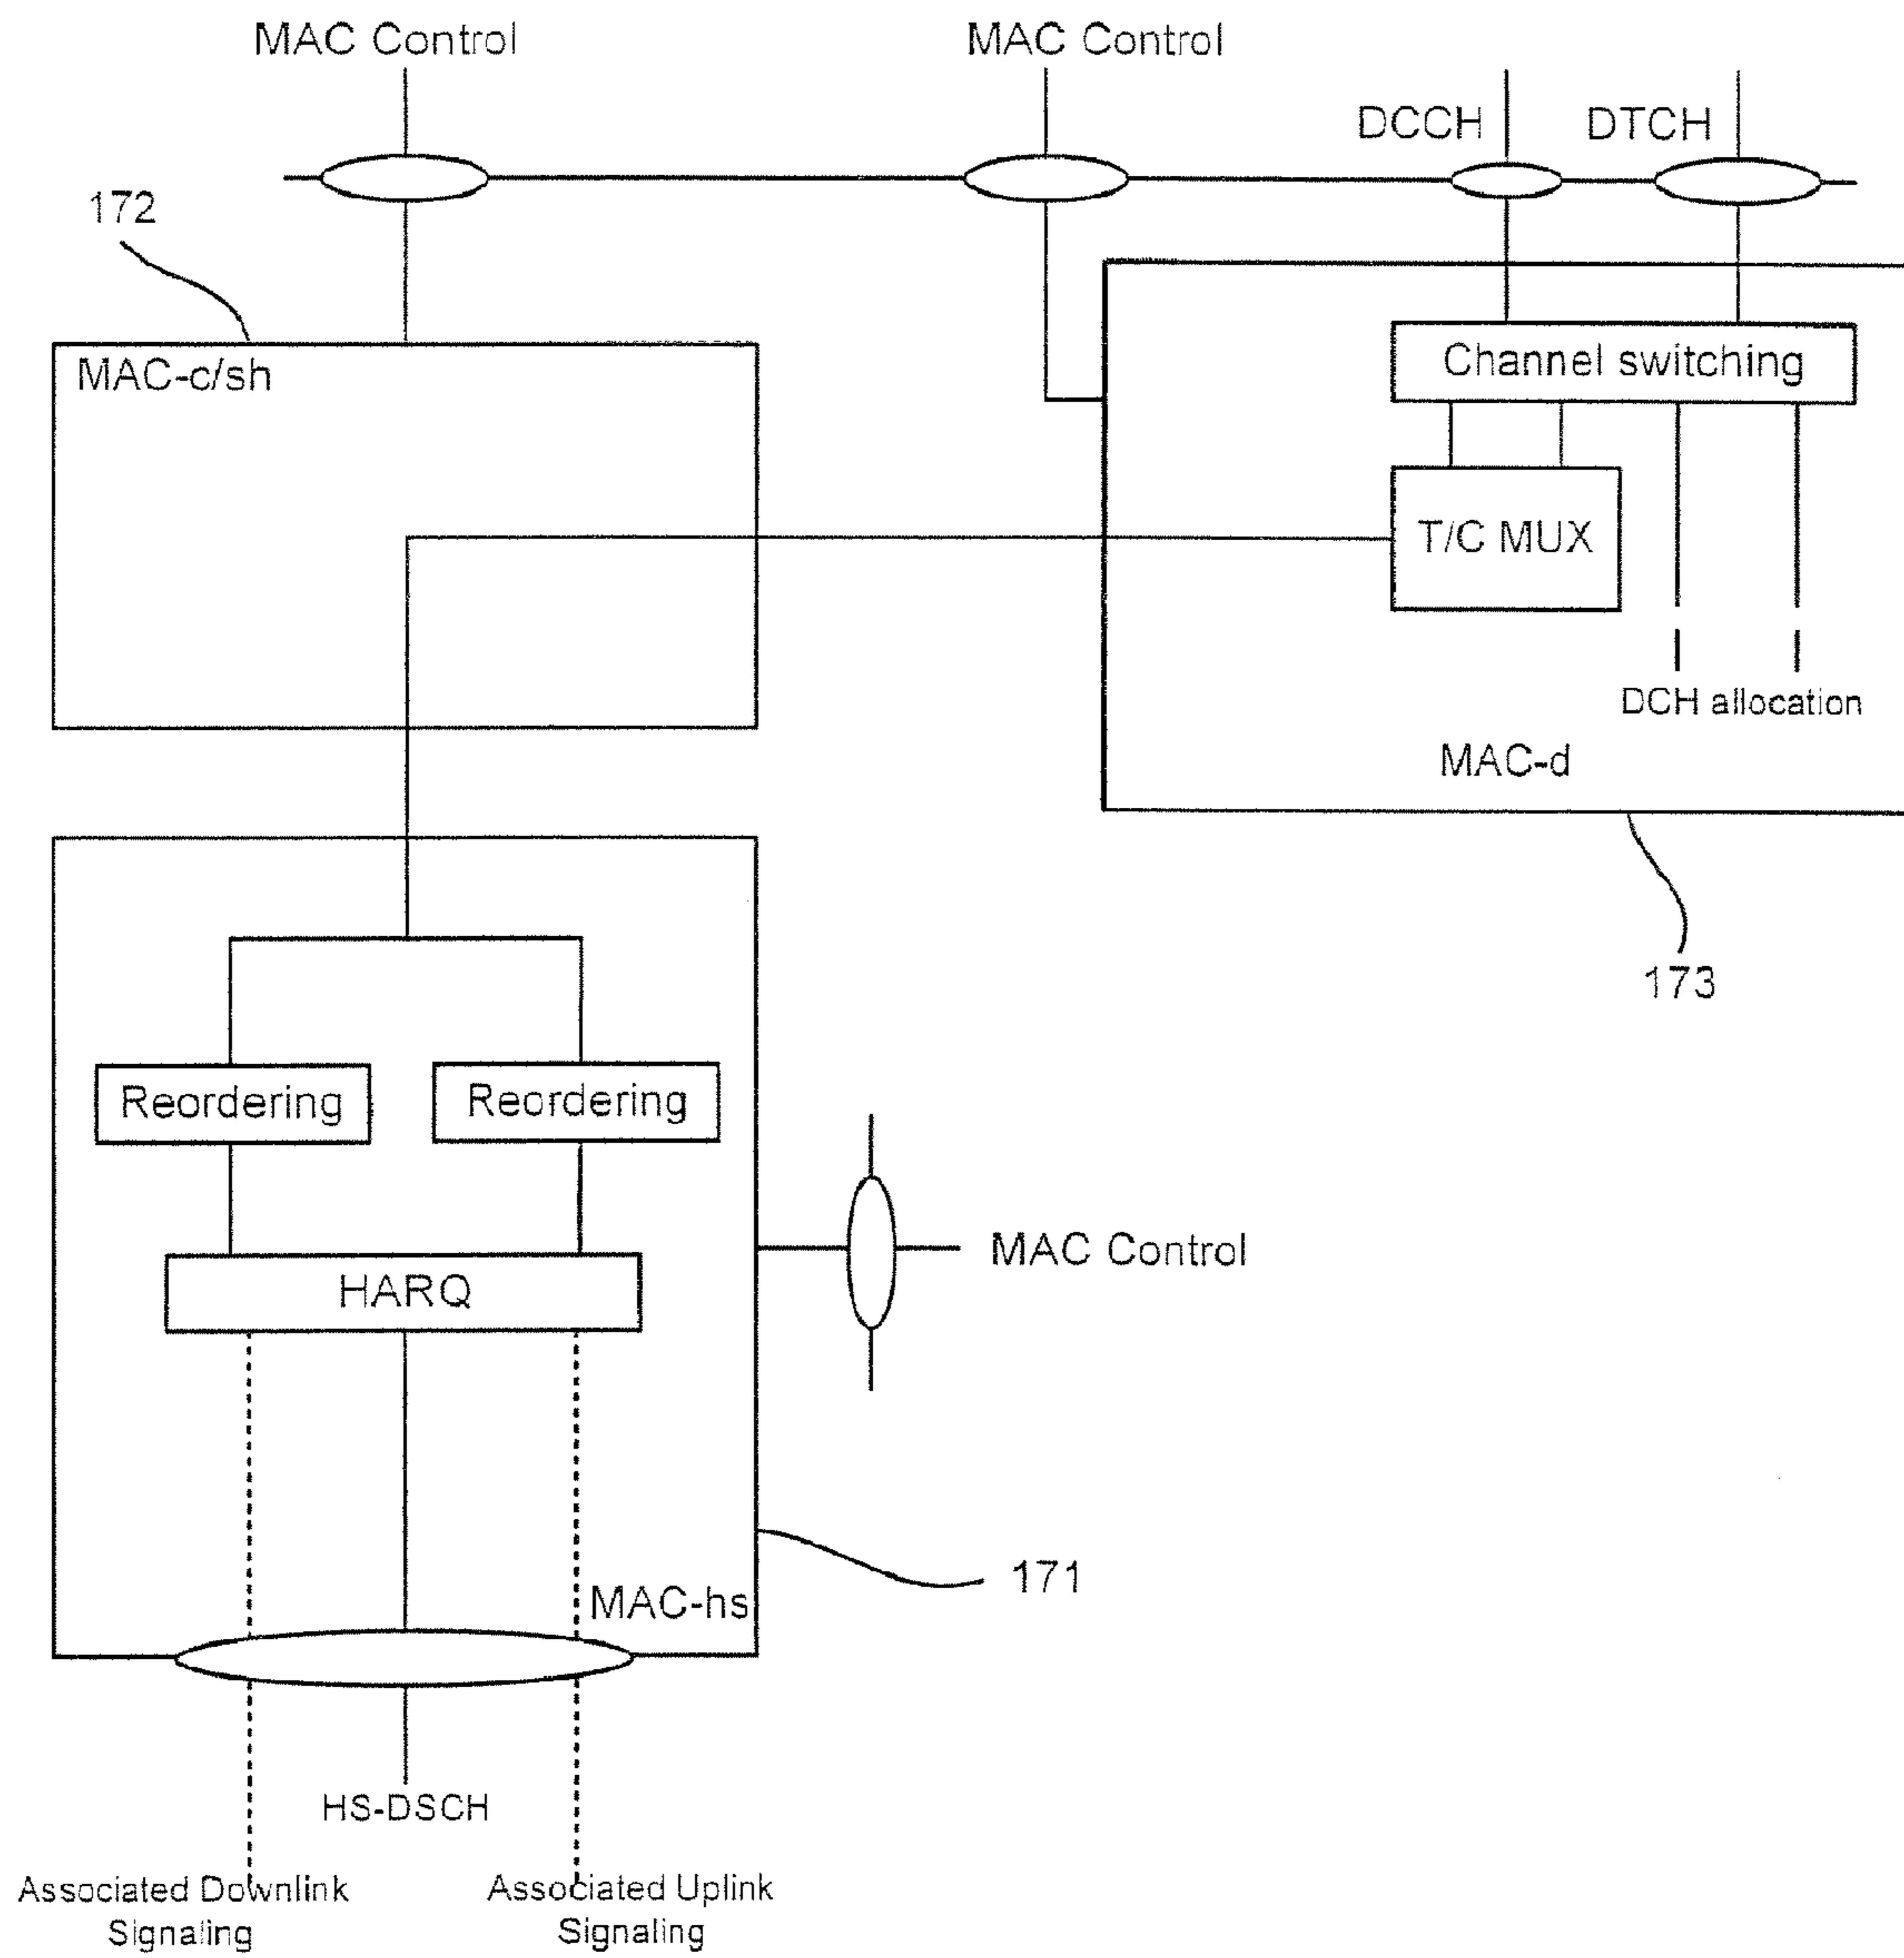 MAC Control
MAC Control
DCCH
DTCH
172
MAC-c/sh
Channel switching
T/C MUX
DCH allocation
MAC-d
173
Reordering
Reordering
MAC Control
HARQ
171
MAC-hs
HS-DSCH
Associated Downlink
Signaling
Associated Uplink
Signaling